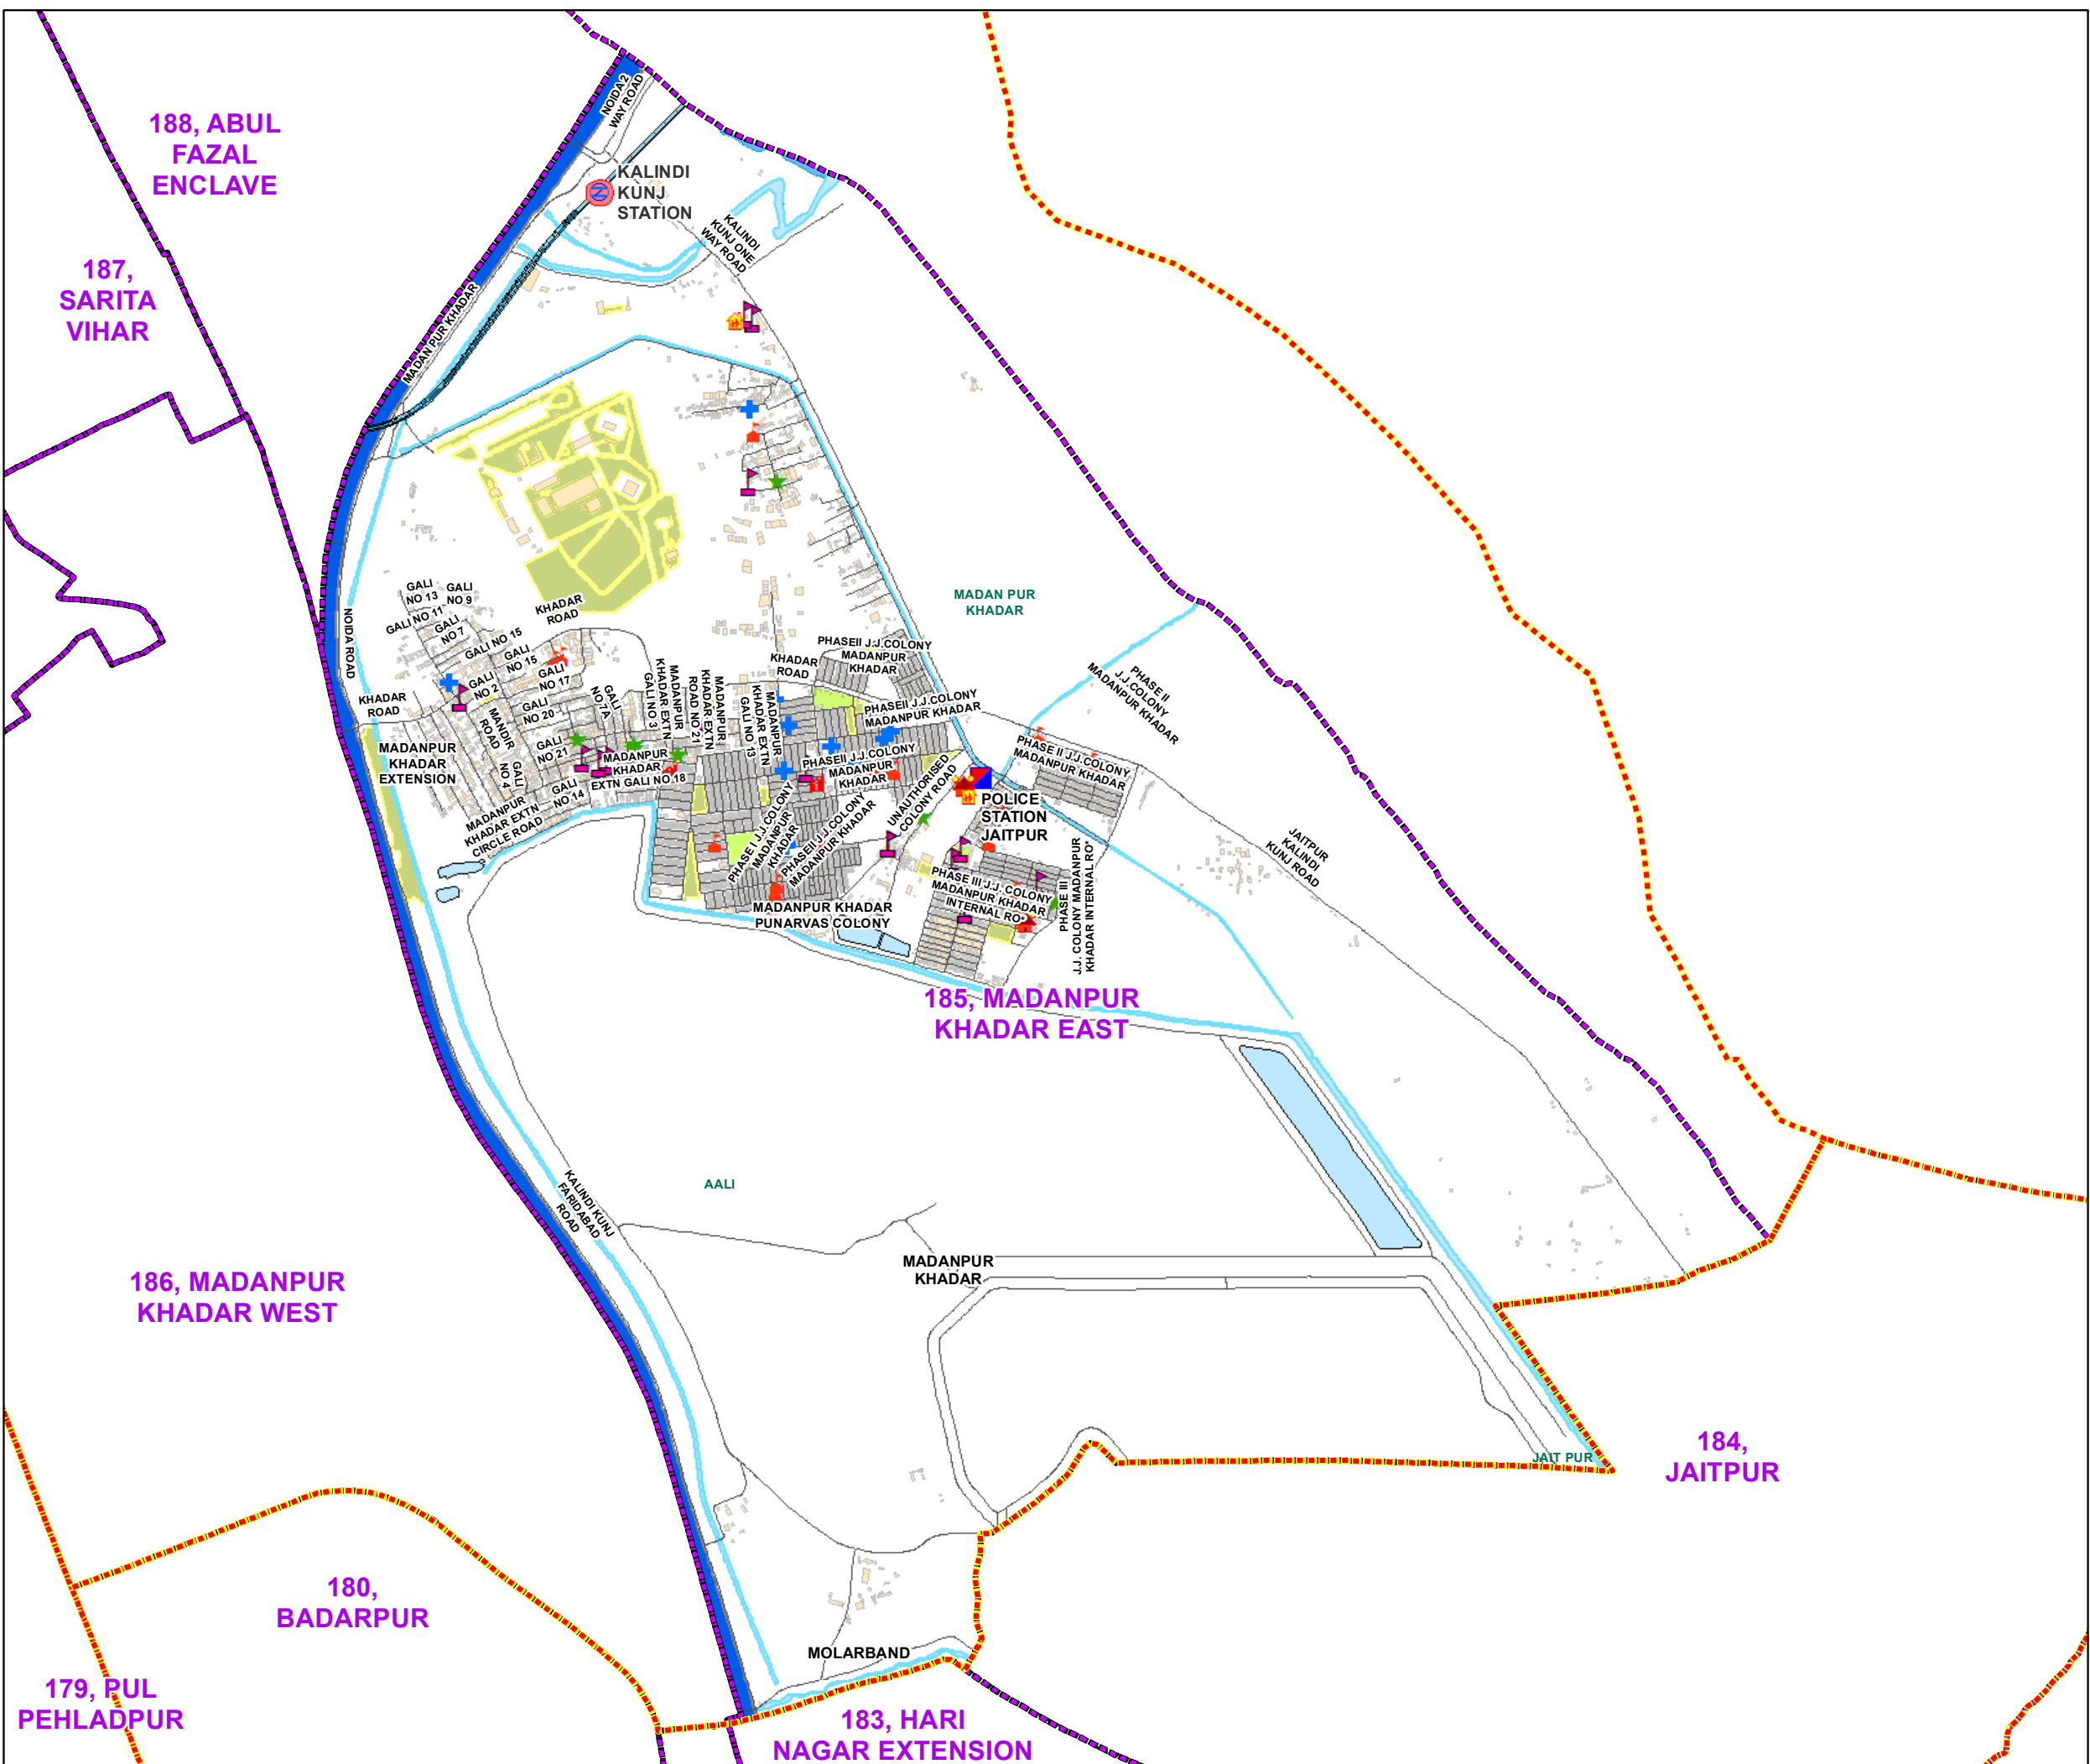 188, ABUL
FAZAL
ENCLAVE
NOIDA 2
WAY ROAD
KALINDI
KUNJ
STATION
KALINDI
KUNJ ONE
WAY ROAD
187,
SARITA
VIHAR
MADAN PUR KHADAR
MADAN PUR
KHADAR
GALI
NO 13
GALI
NO 9
GALI NO 11
GALI
NO 7
KHADAR
ROAD
GALI NO 15
GALI
NO 15
GALI
NO 17
GALI
NO 2
NOIDA ROAD
KHADAR
ROAD
MANDIR
ROAD
GALI
NO 20
GALI
NO 7A
GALI
NO 21
GALI
NO 4
GALI
NO 14
GALI NO 3
MADANPUR
KHADAR EXTN
MADANPUR
KHADAR EXTN
ROAD NO 21
MADANPUR
KHADAR EXTN
GALI NO 13
KHADAR
ROAD
PHASEII J.J.COLONY
MADANPUR
KHADAR
PHASEII J.J.COLONY
MADANPUR KHADAR
PHASE II
J.J.COLONY
MADANPUR KHADAR
MADANPUR
KHADAR
EXTENSION
MADANPUR
KHADAR
EXTN GALI NO 18
PHASEII J.J.COLONY
MADANPUR
KHADAR
PHASE II J.J.COLONY
MADANPUR KHADAR
UNAUTHORISED
COLONY ROAD
POLICE
STATION
JAITPUR
MADANPUR
KHADAR EXTN
CIRCLE ROAD
PHASE I J.J.COLONY
MADANPUR
KHADAR
PHASEII J.J.COLONY
MADANPUR KHADAR
JAITPUR
KALINDI
KUNJ ROAD
PHASE III J.J. COLONY
MADANPUR KHADAR
INTERNAL RO*
PHASE III
J.J. COLONY MADANPUR
KHADAR INTERNAL RO*
MADANPUR KHADAR
PUNARVAS COLONY
185, MADANPUR
KHADAR EAST
KALINDI KUNJ
FARIDABAD
ROAD
AALI
MADANPUR
KHADAR
186, MADANPUR
KHADAR WEST
184,
JAITPUR
JAIT PUR
180,
BADARPUR
MOLARBAND
179, PUL
PEHLADPUR
183, HARI
NAGAR EXTENSION